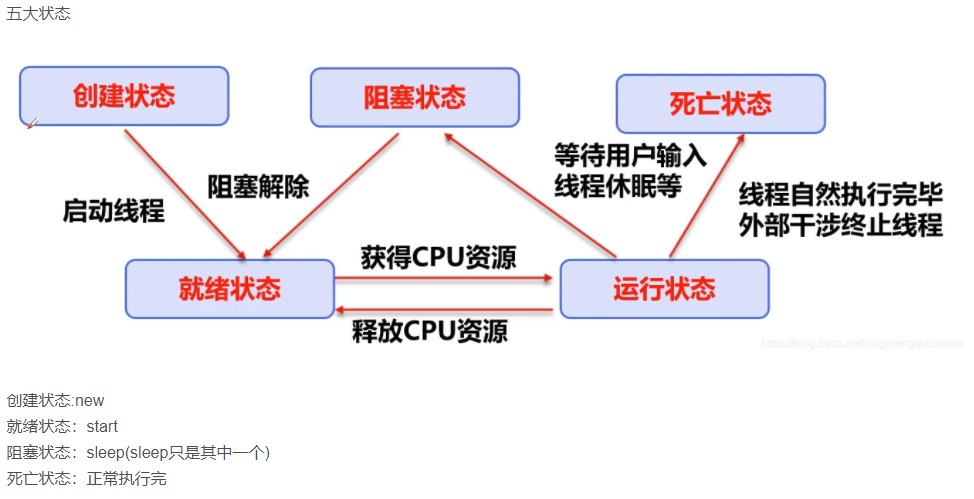 五大状态
创建状态
阻塞状态
死亡状态
等待用户输入
线程休眠等
启动线程
阻塞解除
线程自然执行完毕
外部干涉终止线程
就绪状态
获得CPU资源
释放CPU资源
运行状态
https://blog.csdn.net/ningmengshuxiawo
创建状态:new
就绪状态：start
阻塞状态：sleep(sleep只是其中一个)
死亡状态：正常执行完